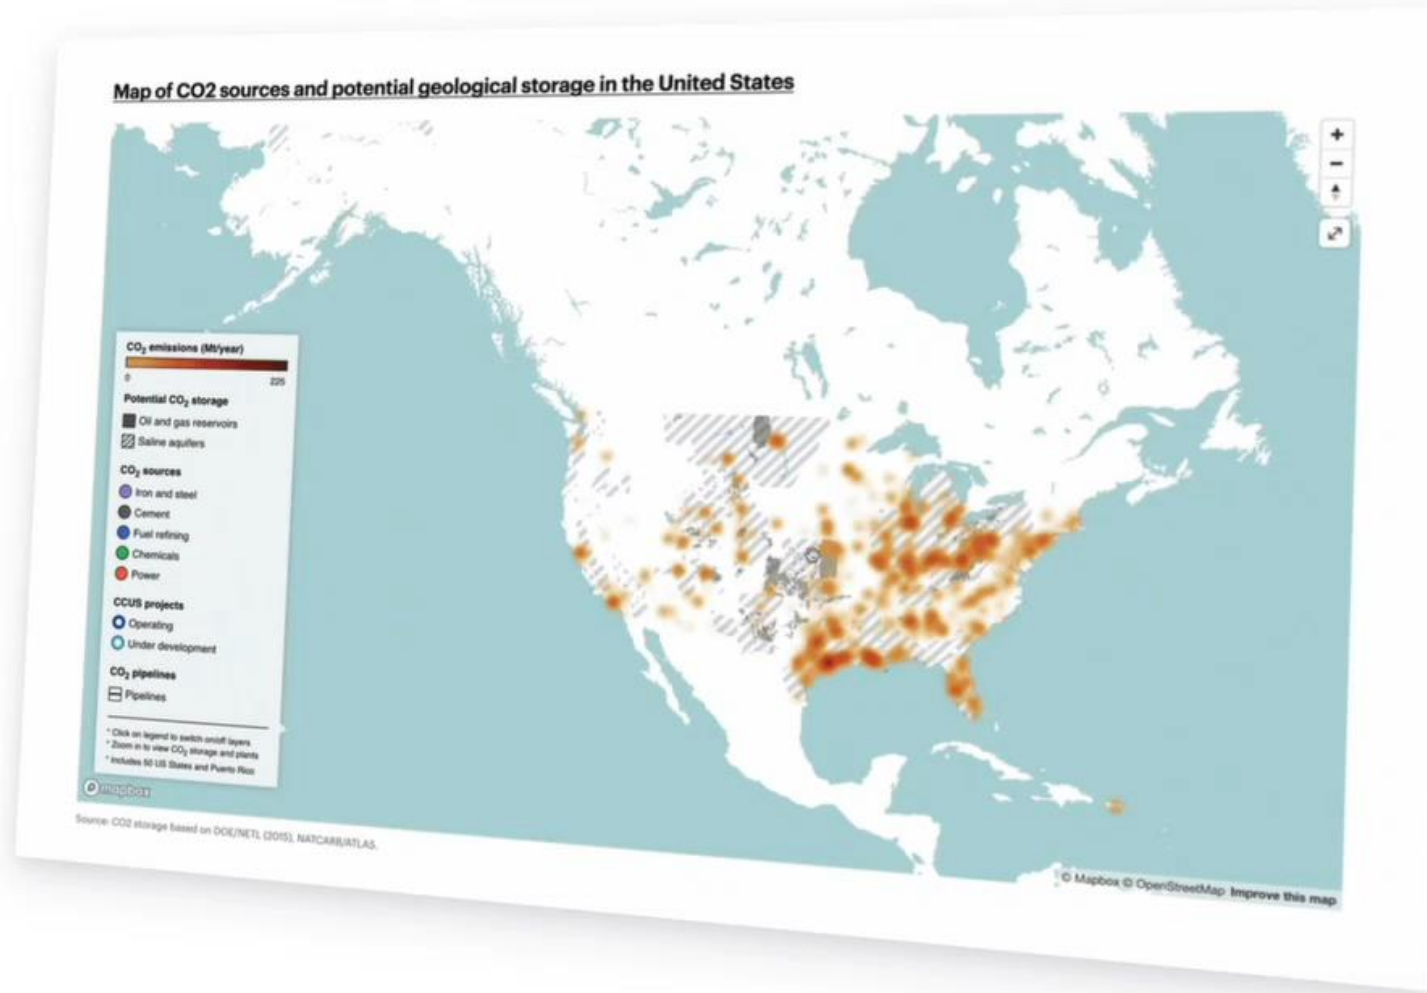 Map of CO2 sources and potential geological storage in the United States
+
−
CO₂ emissions (Mt/year)
0 225
Potential CO₂ storage
Oil and gas reservoirs
Saline aquifers
CO₂ sources
Iron and steel
Cement
Fuel refining
Chemicals
Power
CCUS projects
Operating
Under development
CO₂ pipelines
Pipelines
* Click on legend to switch on/off layers
* Zoom in to view CO₂ storage and plants
* Includes 50 US States and Puerto Rico
mapbox
Source: CO2 storage based on DOE/NETL (2015), NATCARB/ATLAS.
© Mapbox © OpenStreetMap Improve this map